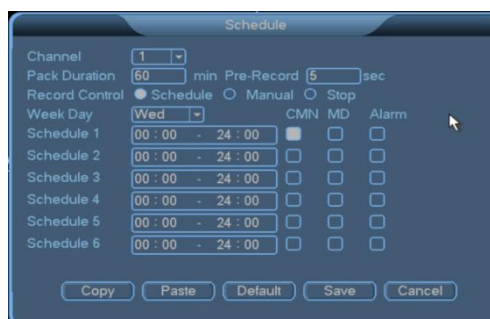 Schedule
Channel 1
Pack Duration 60 min Pre-Record 5 sec
Record Control Schedule Manual Stop
Week Day Wed CMN MD Alarm
Schedule 1 00 : 00 - 24 : 00
Schedule 2 00 : 00 - 24 : 00
Schedule 3 00 : 00 - 24 : 00
Schedule 4 00 : 00 - 24 : 00
Schedule 5 00 : 00 - 24 : 00
Schedule 6 00 : 00 - 24 : 00
Copy Paste Default Save Cancel